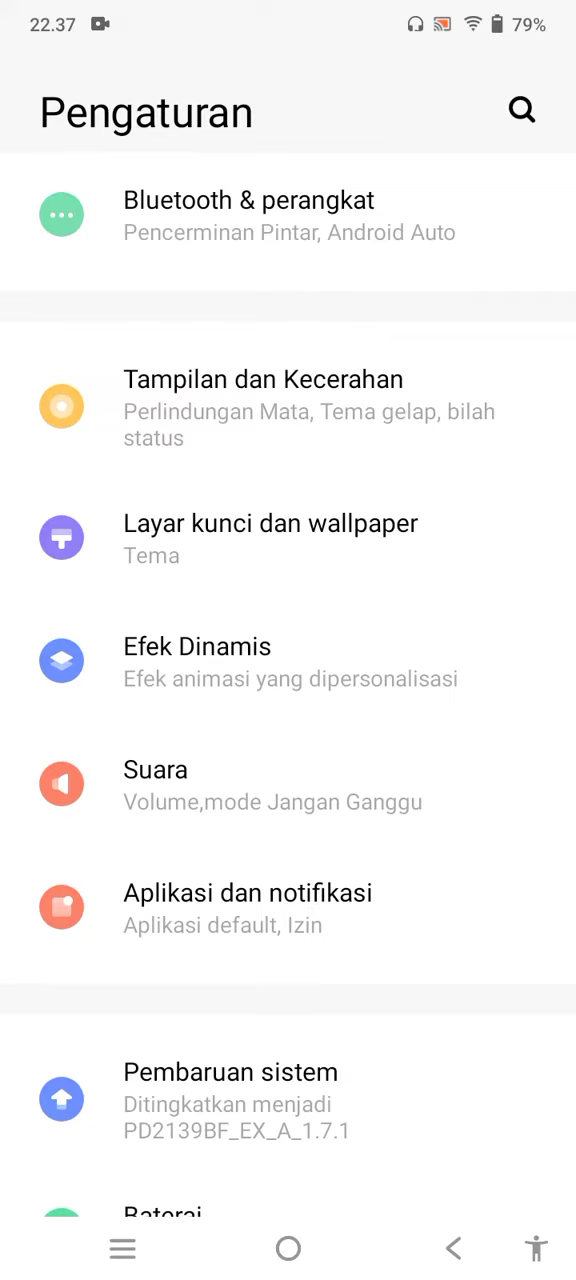 22.37
79%
Pengaturan
Bluetooth & perangkat
Pencerminan Pintar, Android Auto
Tampilan dan Kecerahan
Perlindungan Mata, Tema gelap, bilah
status
Layar kunci dan wallpaper
Tema
Efek Dinamis
Efek animasi yang dipersonalisasi
Suara
Volume,mode Jangan Ganggu
Aplikasi dan notifikasi
Aplikasi default, Izin
Pembaruan sistem
Ditingkatkan menjadi
PD2139BF_EX_A_1.7.1
Baterai